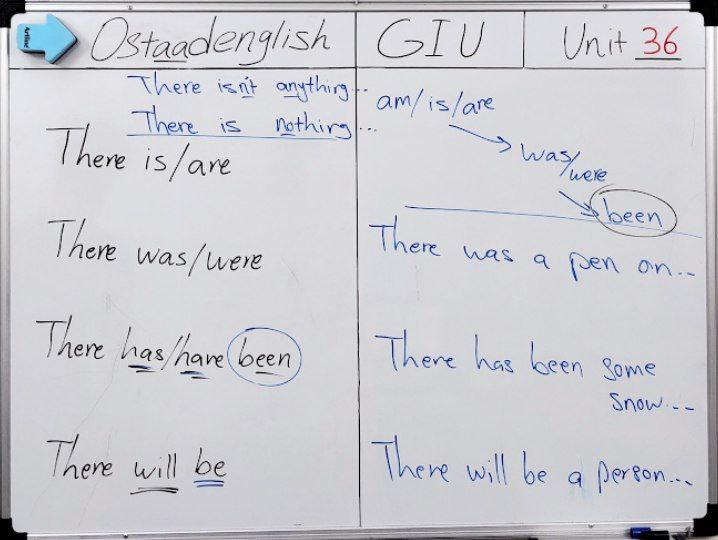 Ostaadenglish
GIU
Unit 36
There isn't anything...
There is nothing...
There is/are
There was/were
There has/have been
There will be
am/is/are
was/were
been
There was a pen on...
There has been some
snow...
There will be a person...
Artline